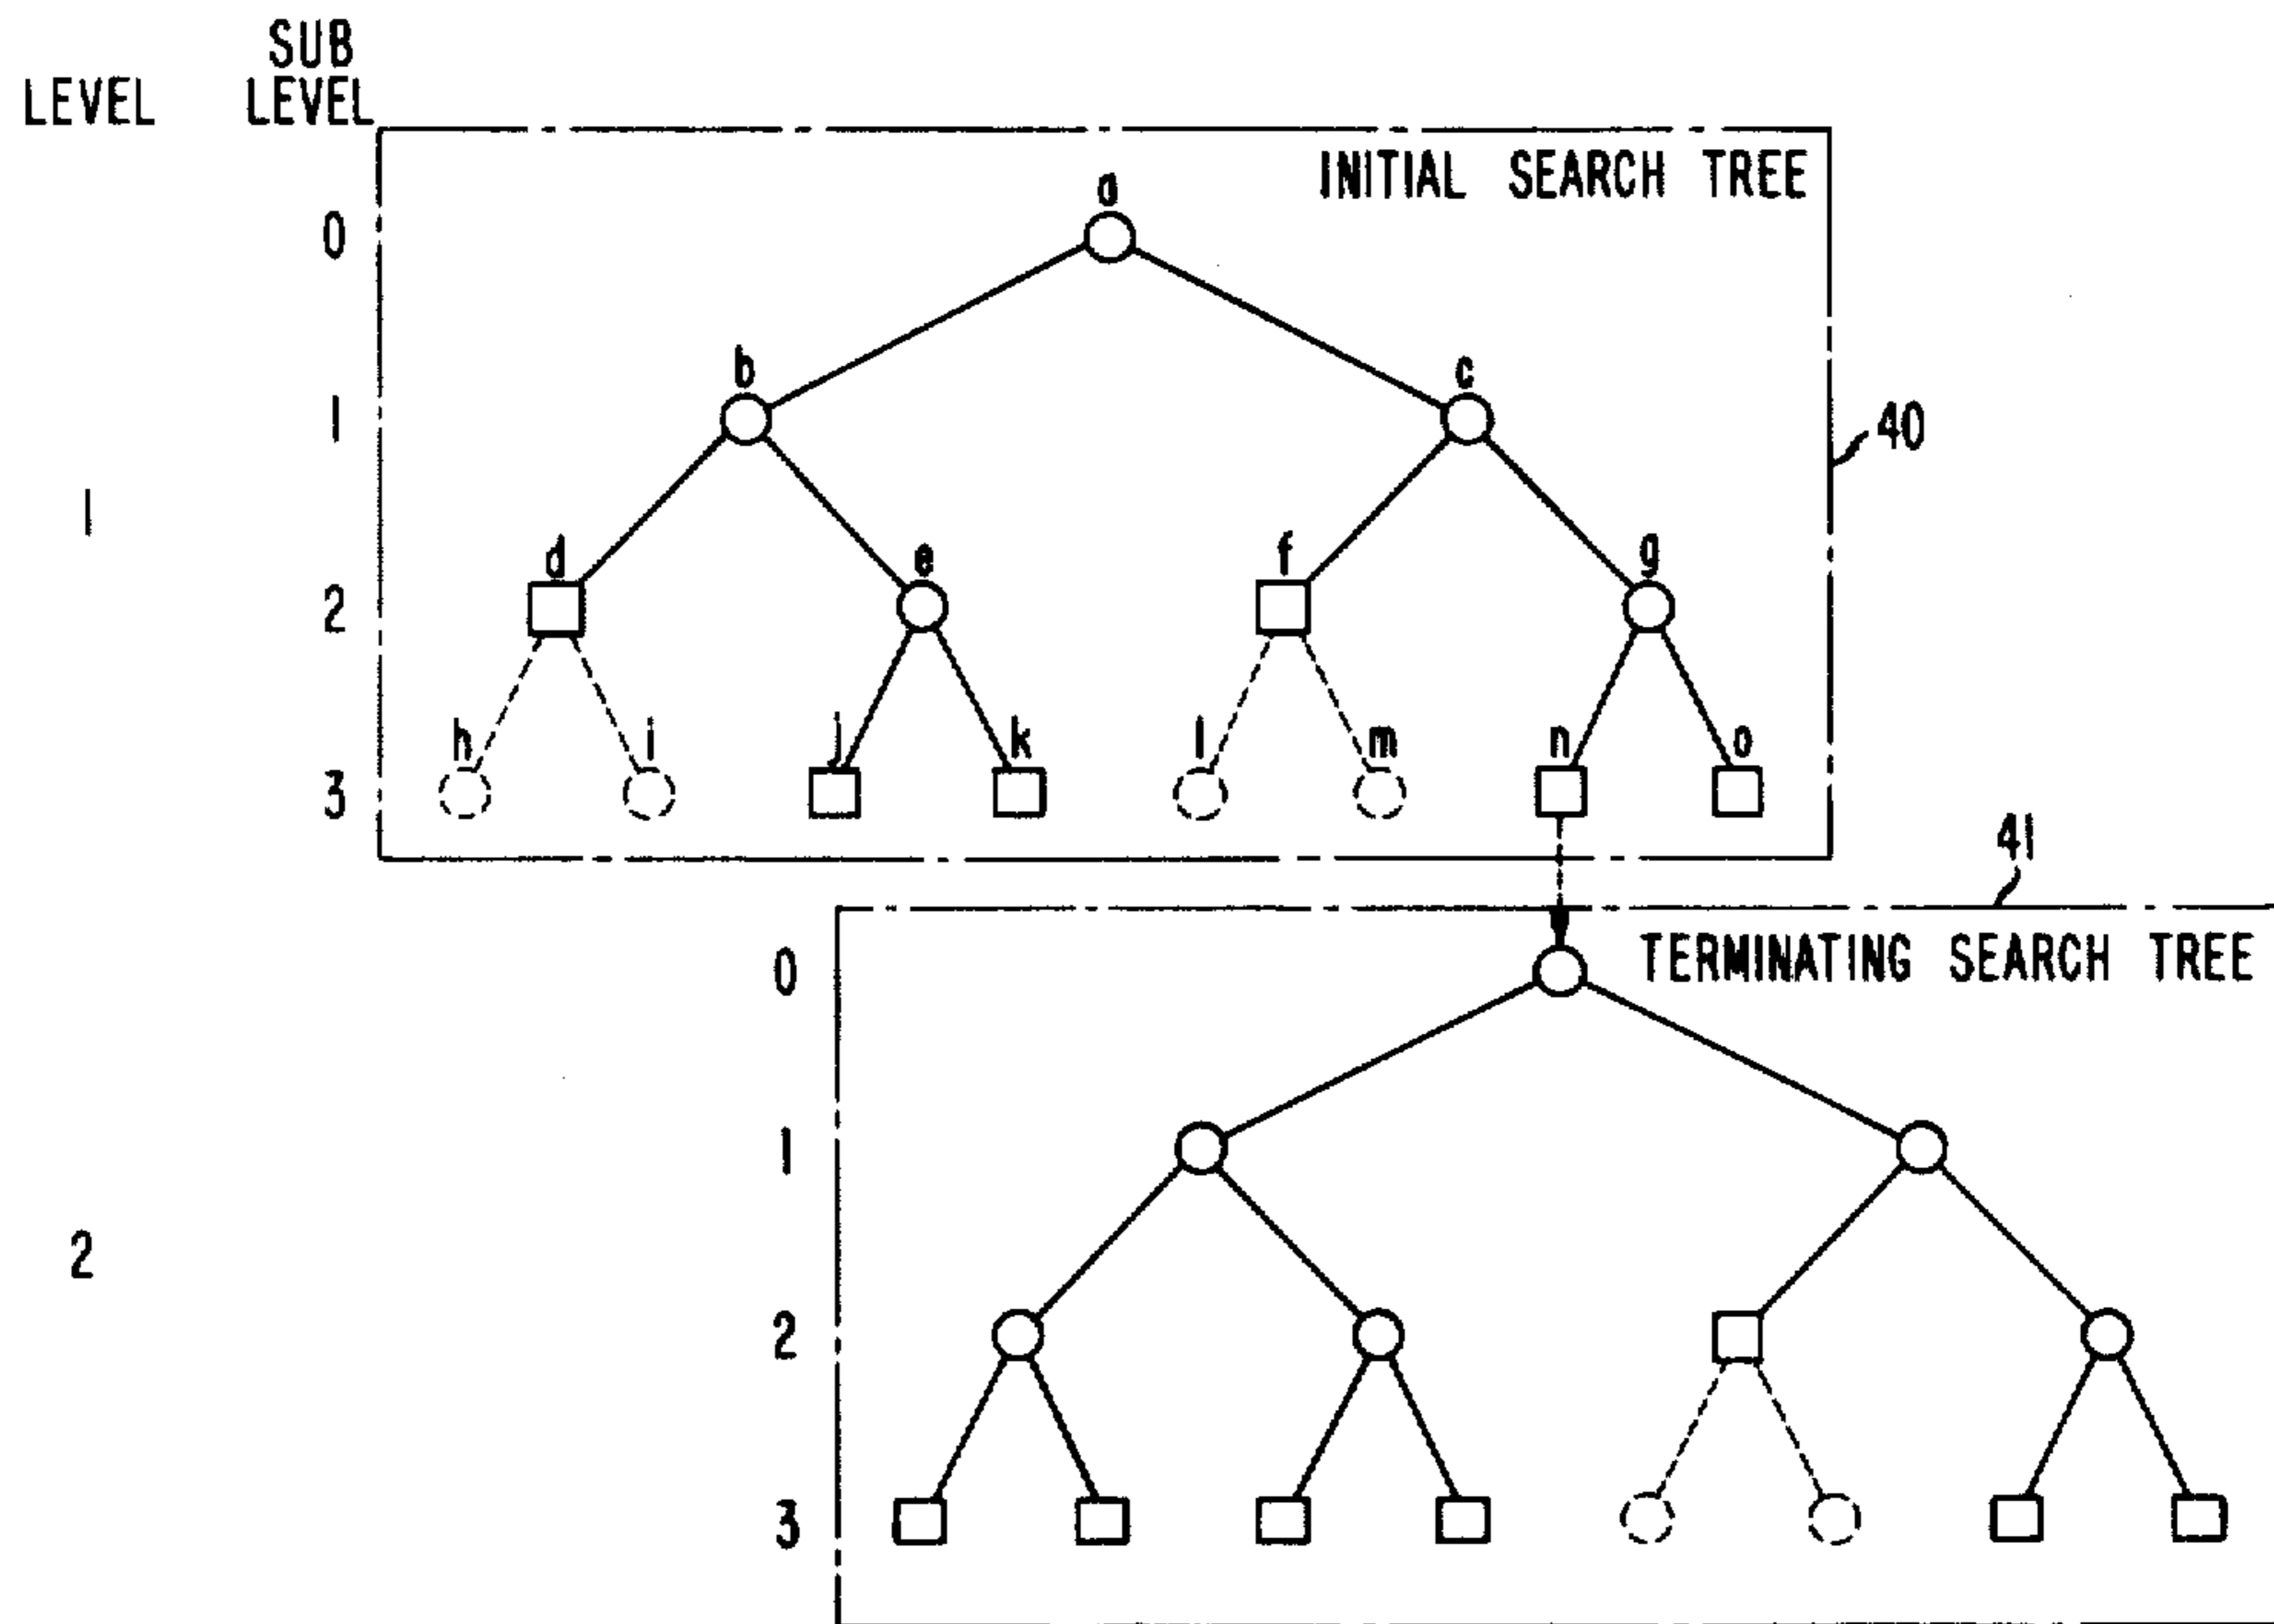 SUB
LEVEL LEVEL
INITIAL SEARCH TREE
a
0
b c
1
40
1
d e f g
2
h i j k l m n o
3
41
TERMINATING SEARCH TREE
0
1
2
2
3